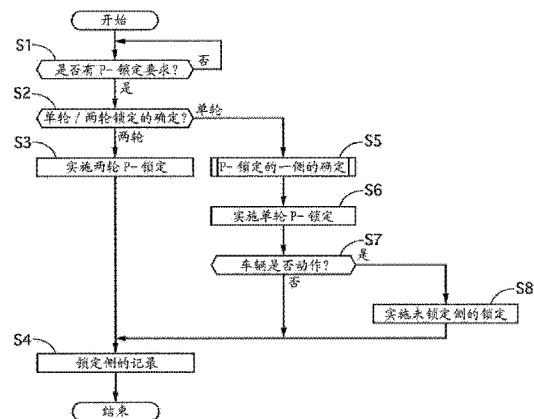 开始
S1
是否有P-锁定要求?
否
是
S2
单轮/两轮锁定的确定?
单轮
两轮
S3
实施两轮P-锁定
S5
P-锁定的一侧的确定
S6
实施单轮P-锁定
S7
车辆是否动作?
是
否
S8
实施未锁定侧的锁定
S4
锁定侧的记录
结束